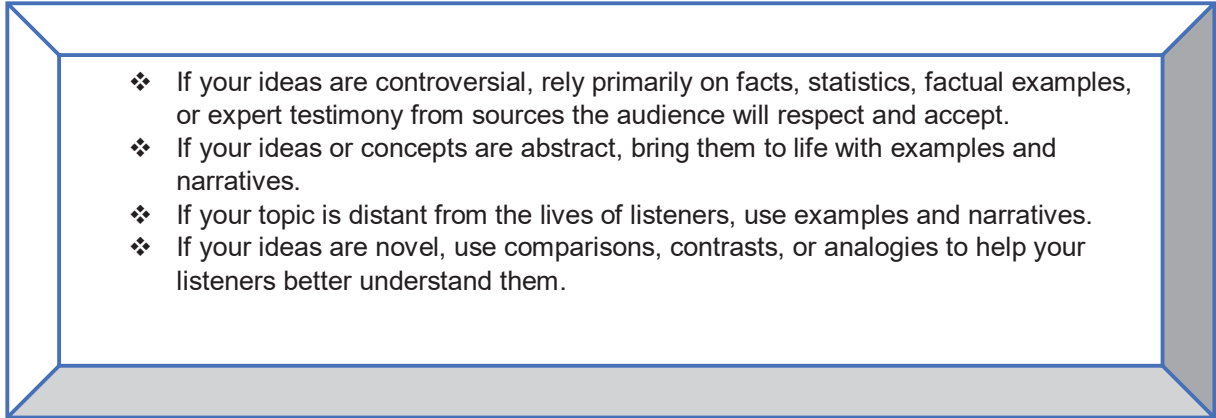 ❖ If your ideas are controversial, rely primarily on facts, statistics, factual examples,
or expert testimony from sources the audience will respect and accept.
❖ If your ideas or concepts are abstract, bring them to life with examples and
narratives.
❖ If your topic is distant from the lives of listeners, use examples and narratives.
❖ If your ideas are novel, use comparisons, contrasts, or analogies to help your
listeners better understand them.